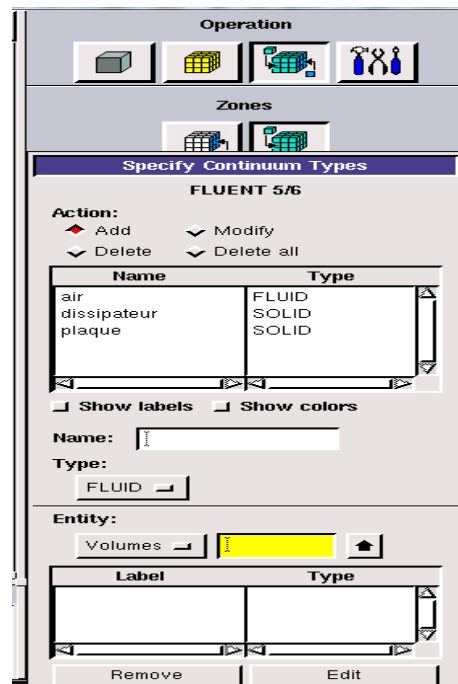 Operation
Zones
Specify Continuum Types
FLUENT 5/6
Action:
Add Modify
Delete Delete all
Name Type
air FLUID
dissipateur SOLID
plaque SOLID
Show labels Show colors
Name:
Type:
FLUID
Entity:
Volumes
Label Type
Remove Edit